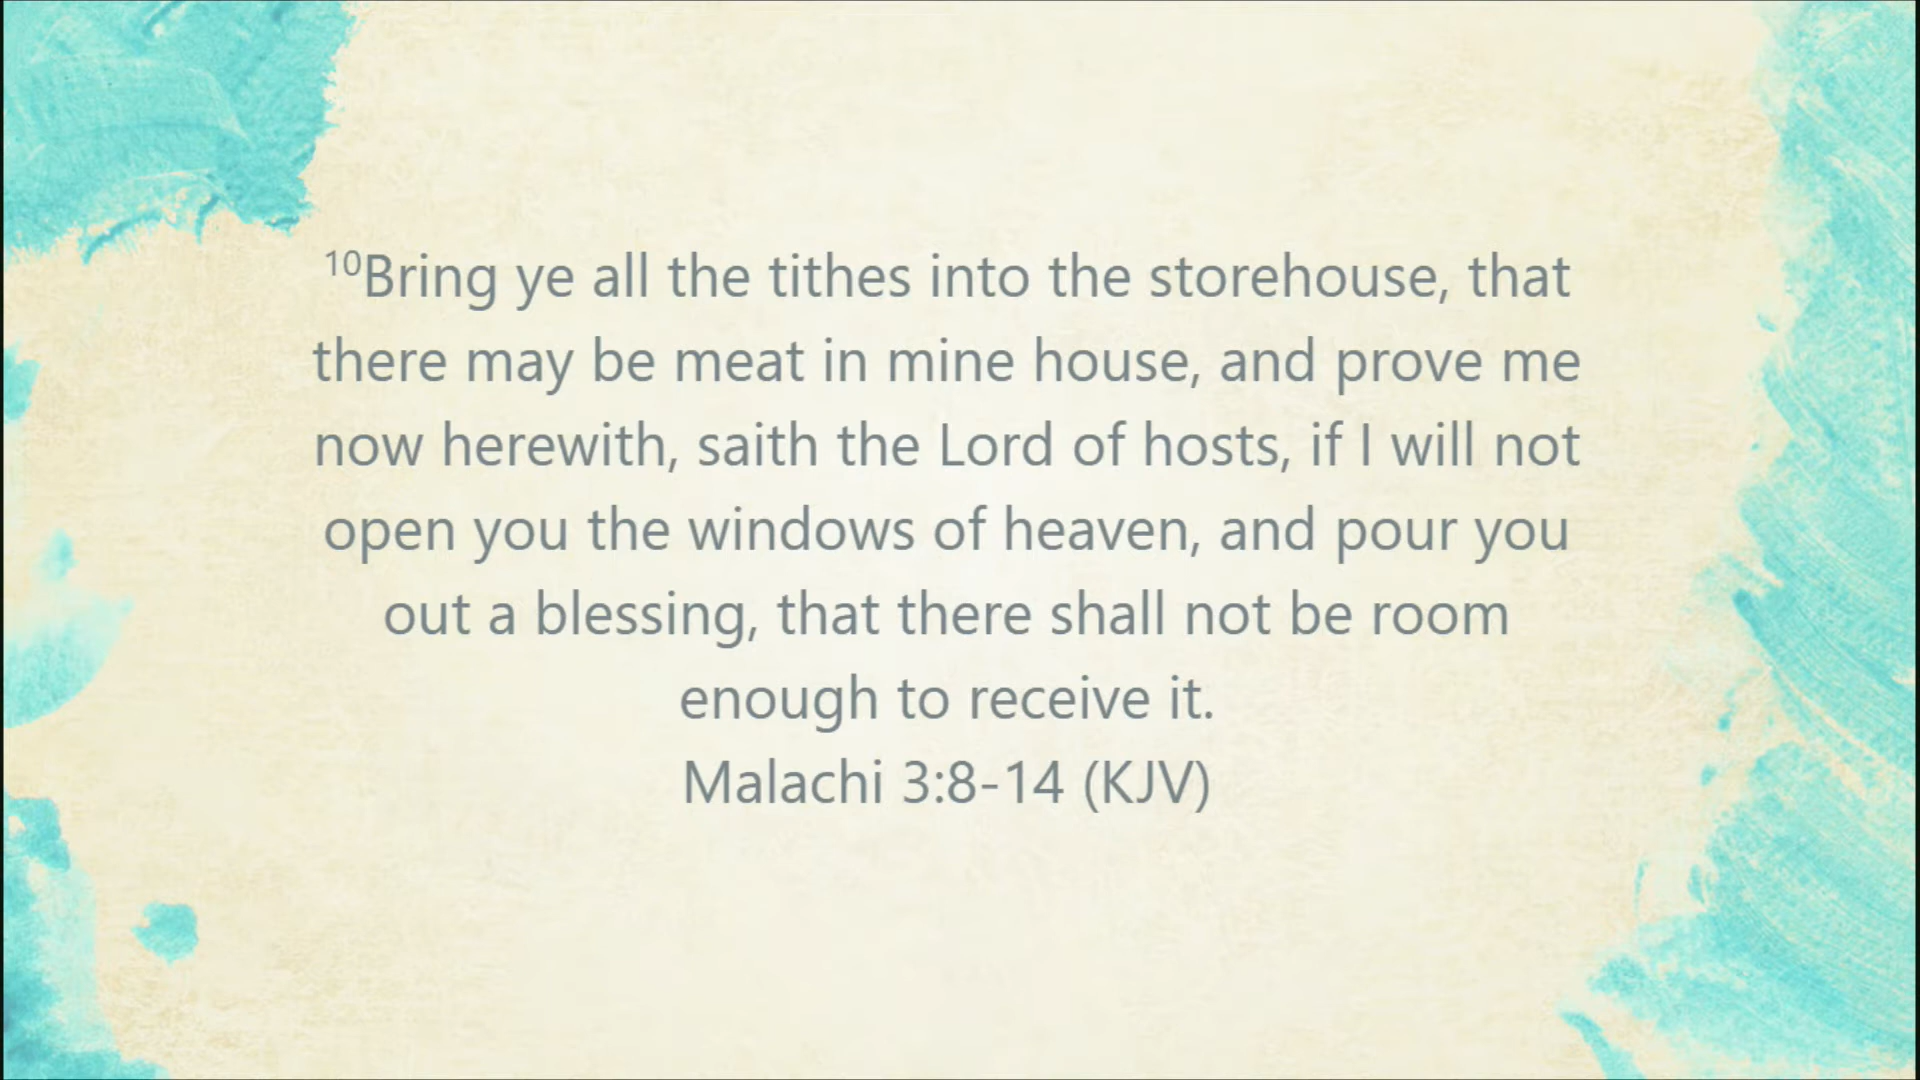 ¹⁰Bring ye all the tithes into the storehouse, that
there may be meat in mine house, and prove me
now herewith, saith the Lord of hosts, if I will not
open you the windows of heaven, and pour you
out a blessing, that there shall not be room
enough to receive it.
Malachi 3:8-14 (KJV)